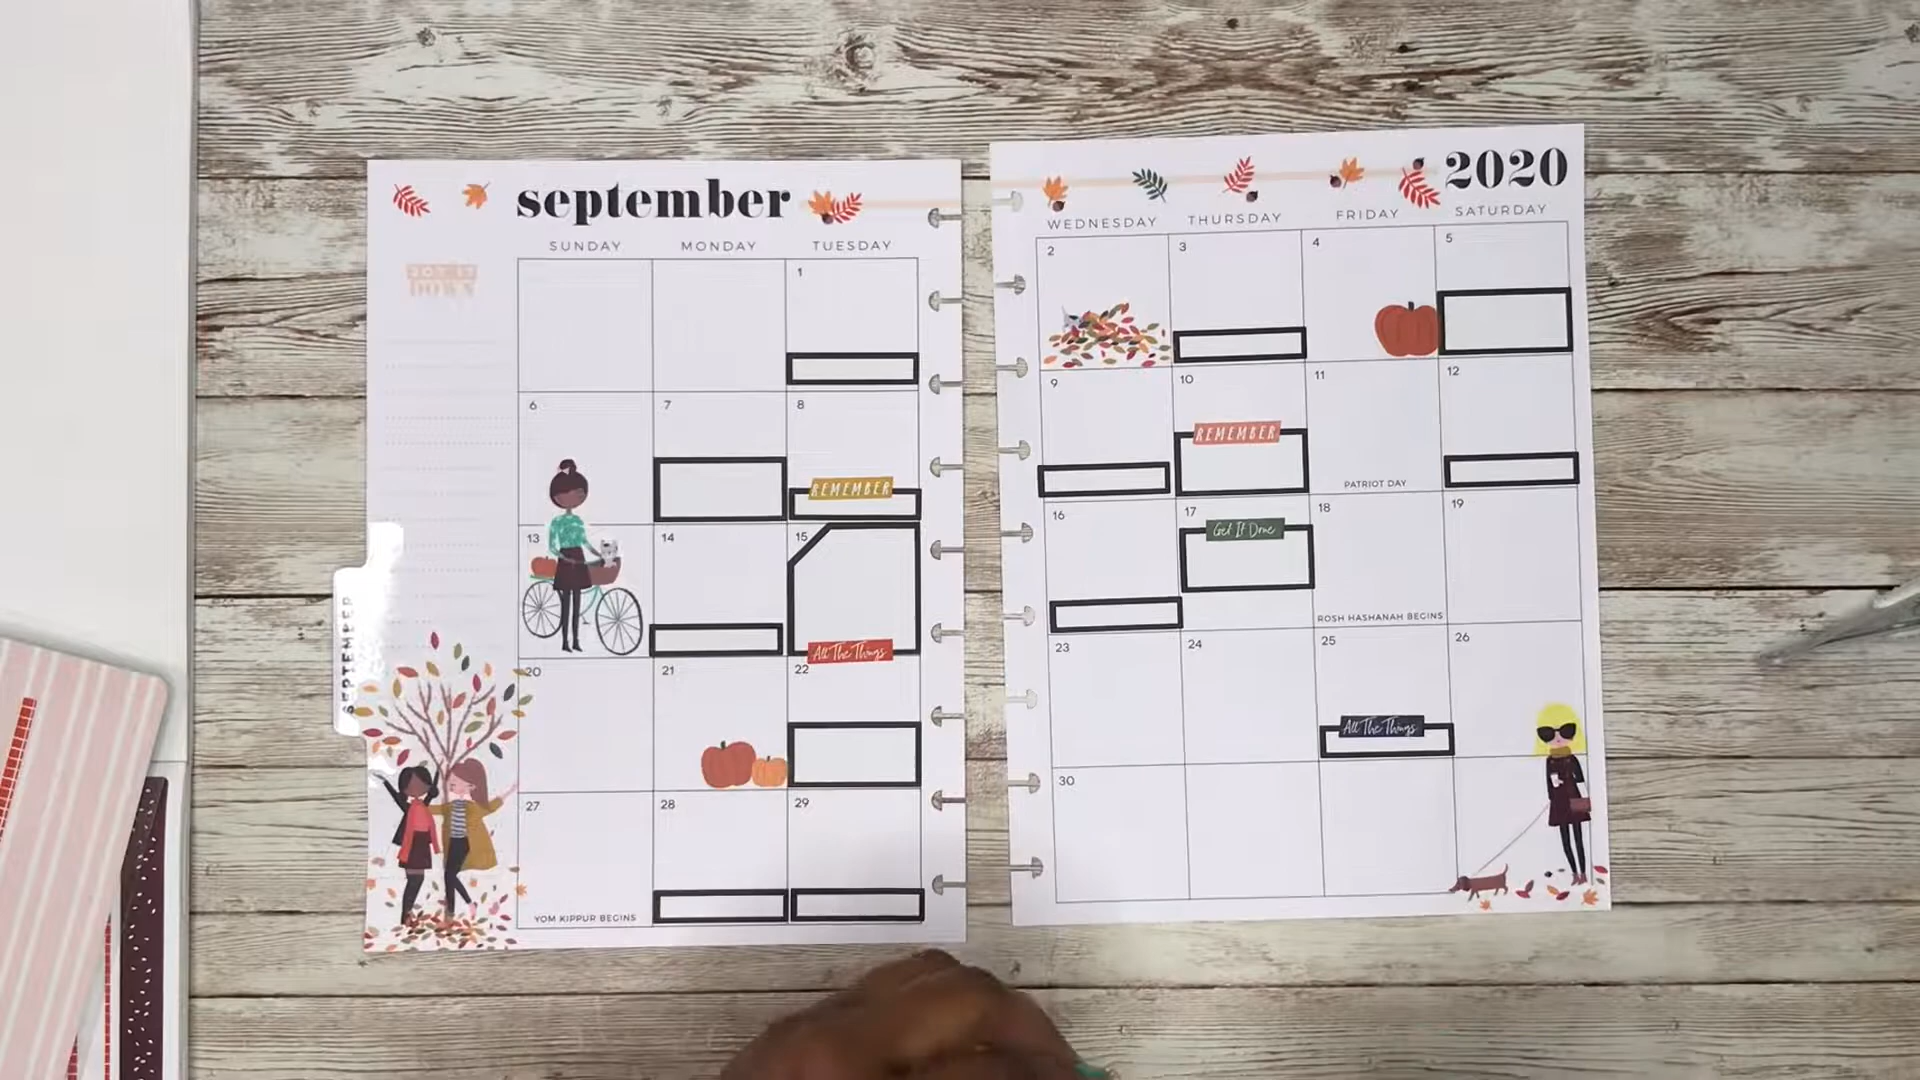 september
2020
JOT IT
DOWN
SUNDAY MONDAY TUESDAY
WEDNESDAY THURSDAY FRIDAY SATURDAY
1
2 3 4 5
6 7 8
REMEMBER
9 10 11 12
REMEMBER
PATRIOT DAY
13 14 15
All The Things
16 17 18 19
Get It Done
ROSH HASHANAH BEGINS
20 21 22
23 24 25 26
All The Things
27 28 29
YOM KIPPUR BEGINS
30
SEPTEMBER